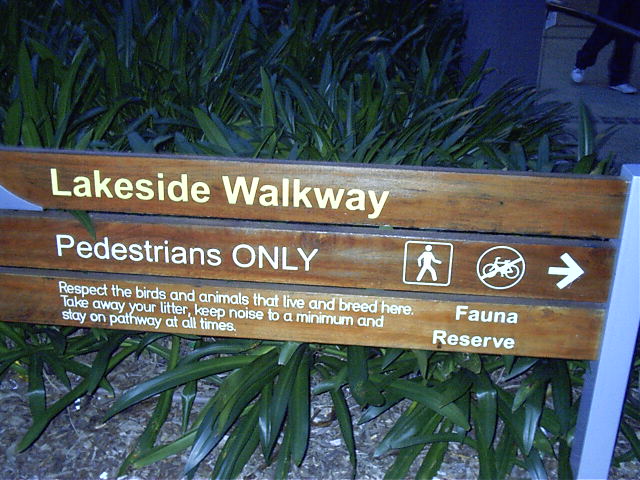 Lakeside Walkway
Pedestrians ONLY
Respect the birds and animals that live and breed here.
Take away your litter, keep noise to a minimum and
stay on pathway at all times.
Fauna
Reserve